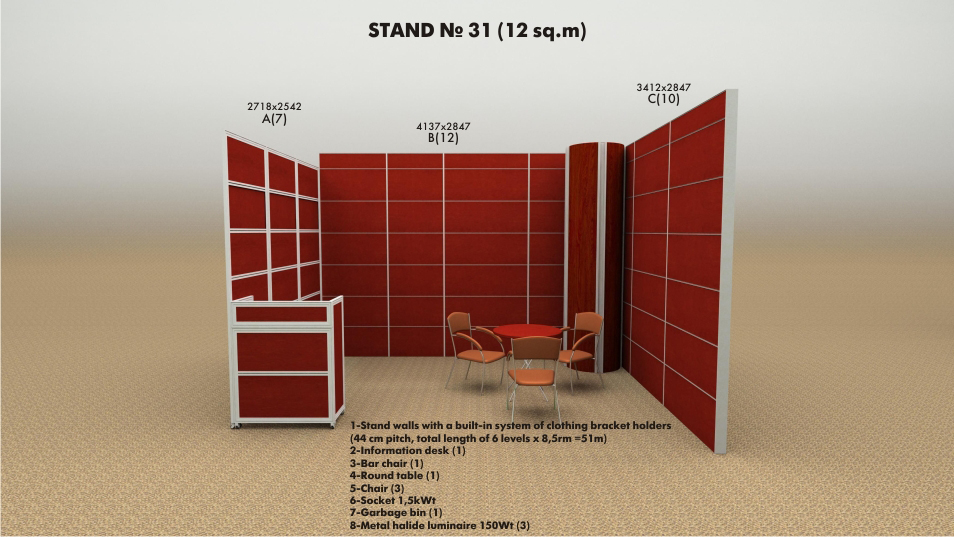 STAND № 31 (12 sq.m)
2718x2542
A(7)
4137x2847
B(12)
3412x2847
C(10)
1-Stand walls with a built-in system of clothing bracket holders
(44 cm pitch, total length of 6 levels x 8,5rm =51m)
2-Information desk (1)
3-Bar chair (1)
4-Round table (1)
5-Chair (3)
6-Socket 1,5kWt
7-Garbage bin (1)
8-Metal halide luminaire 150Wt (3)